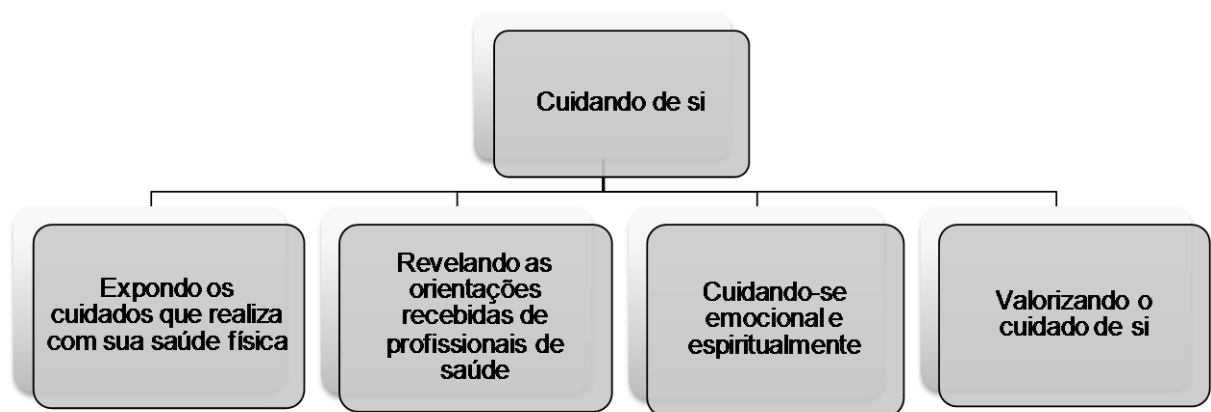 Cuidando de si
Expondo os
cuidados que realiza
com sua saúde física
Revelando as
orientações
recebidas de
profissionais de
saúde
Cuidando-se
emocional e
espiritualmente
Valorizando o
cuidado de si